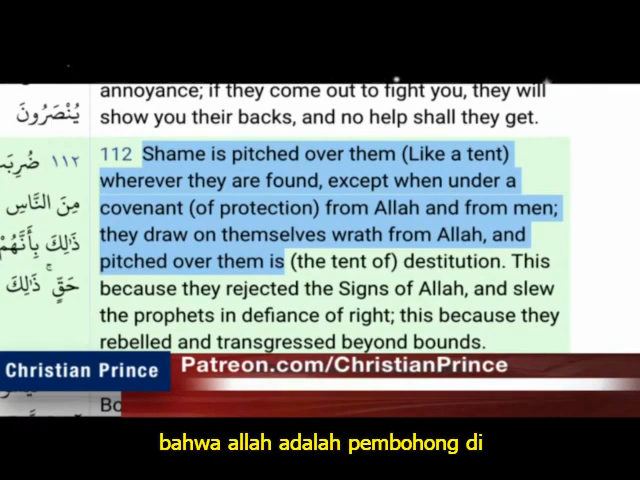 annoyance; if they come out to fight you, they will
يُنْصَرُونَ
show you their backs, and no help shall they get.
112 Shame is pitched over them (Like a tent)
١١٢
wherever they are found, except when under a
covenant (of protection) from Allah and from men;
مِنَ النَّاسِ
they draw on themselves wrath from Allah, and
ذَٰلِكَ بِأَنَّهُمْ
pitched over them is (the tent of) destitution. This
because they rejected the Signs of Allah, and slew
حَقٍّ ۚ ذَٰلِكَ
the prophets in defiance of right; this because they
rebelled and transgressed beyond bounds.
Christian Prince
Patreon.com/ChristianPrince
bahwa allah adalah pembohong di